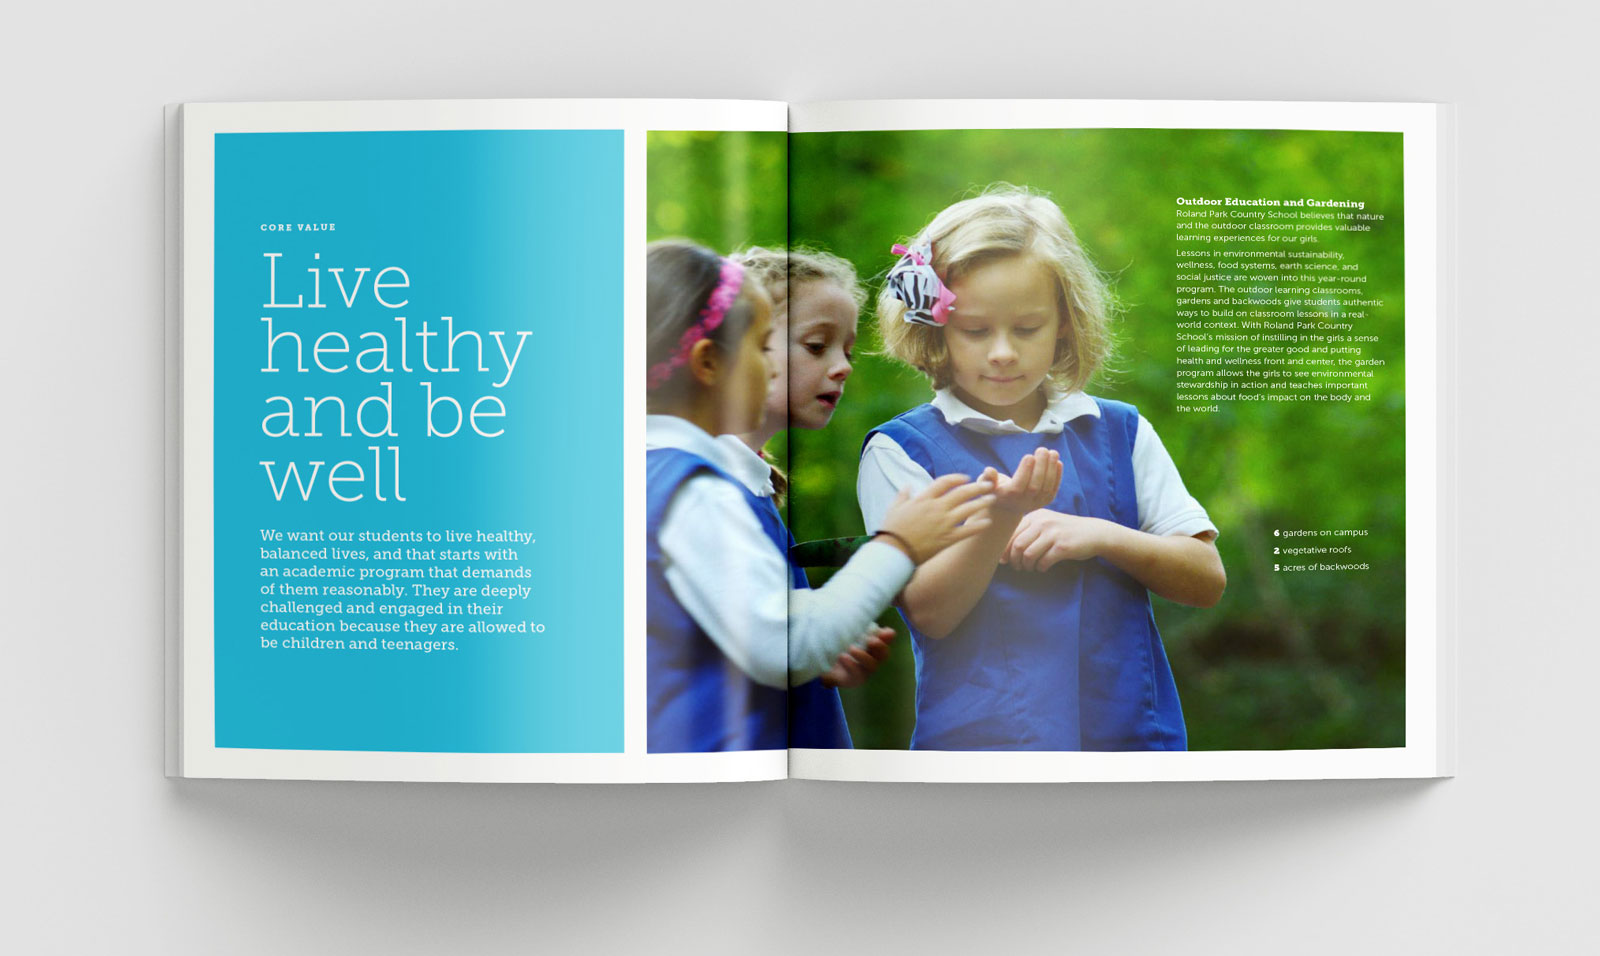 CORE VALUE
Live
healthy
and be
well
We want our students to live healthy,
balanced lives, and that starts with
an academic program that demands
of them reasonably. They are deeply
challenged and engaged in their
education because they are allowed to
be children and teenagers.
Outdoor Education and Gardening
Roland Park Country School believes that nature
and the outdoor classroom provides valuable
learning experiences for our girls.
Lessons in environmental sustainability,
wellness, food systems, earth science, and
social justice are woven into this year-round
program. The outdoor learning classrooms,
gardens and backwoods give students authentic
ways to build on classroom lessons in a real-
world context. With Roland Park Country
School's mission of instilling in the girls a sense
of leading for the greater good and putting
health and wellness front and center, the garden
program allows the girls to see environmental
stewardship in action and teaches important
lessons about food's impact on the body and
the world.
6 gardens on campus
2 vegetative roofs
5 acres of backwoods